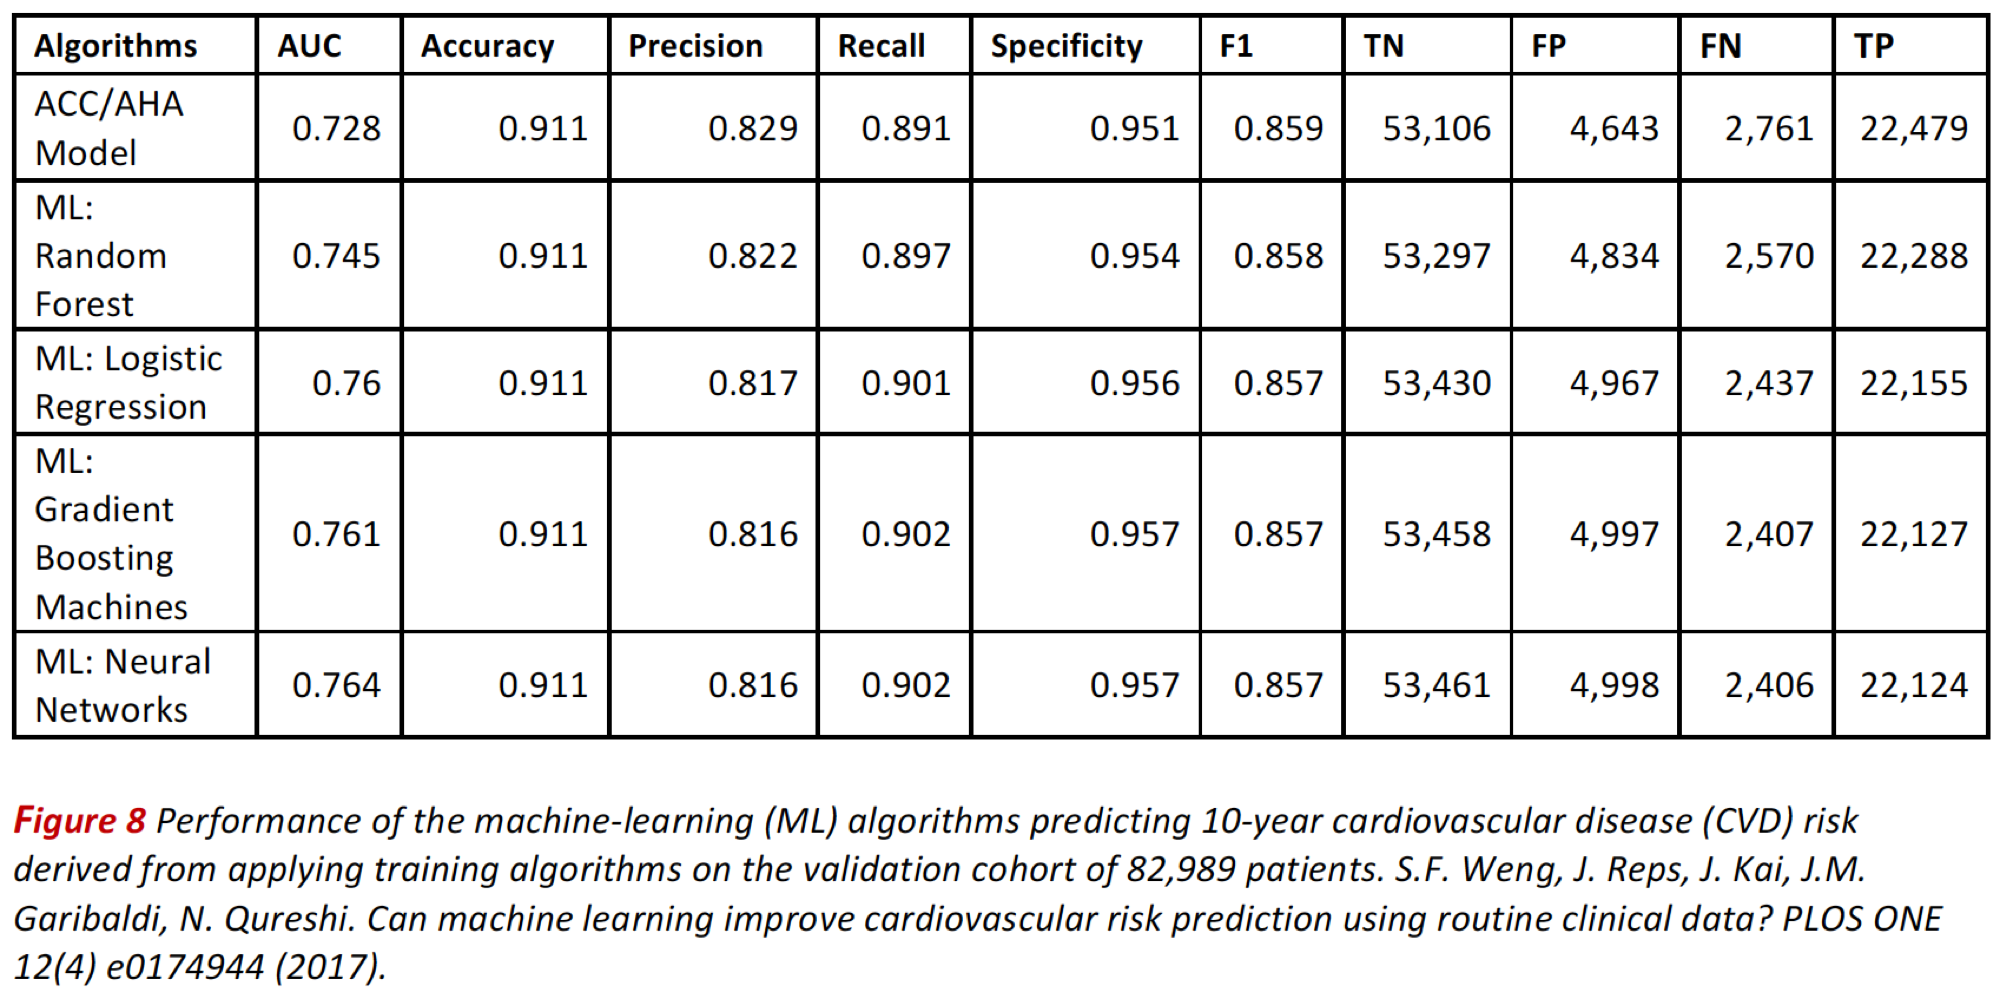 Algorithms AUC Accuracy Precision Recall Specificity F1 TN FP FN TP
ACC/AHA
Model 0.728 0.911 0.829 0.891 0.951 0.859 53,106 4,643 2,761 22,479
ML:
Random
Forest 0.745 0.911 0.822 0.897 0.954 0.858 53,297 4,834 2,570 22,288
ML: Logistic
Regression 0.76 0.911 0.817 0.901 0.956 0.857 53,430 4,967 2,437 22,155
ML:
Gradient
Boosting
Machines 0.761 0.911 0.816 0.902 0.957 0.857 53,458 4,997 2,407 22,127
ML: Neural
Networks 0.764 0.911 0.816 0.902 0.957 0.857 53,461 4,998 2,406 22,124
Figure 8 Performance of the machine-learning (ML) algorithms predicting 10-year cardiovascular disease (CVD) risk
derived from applying training algorithms on the validation cohort of 82,989 patients. S.F. Weng, J. Reps, J. Kai, J.M.
Garibaldi, N. Qureshi. Can machine learning improve cardiovascular risk prediction using routine clinical data? PLOS ONE
12(4) e0174944 (2017).